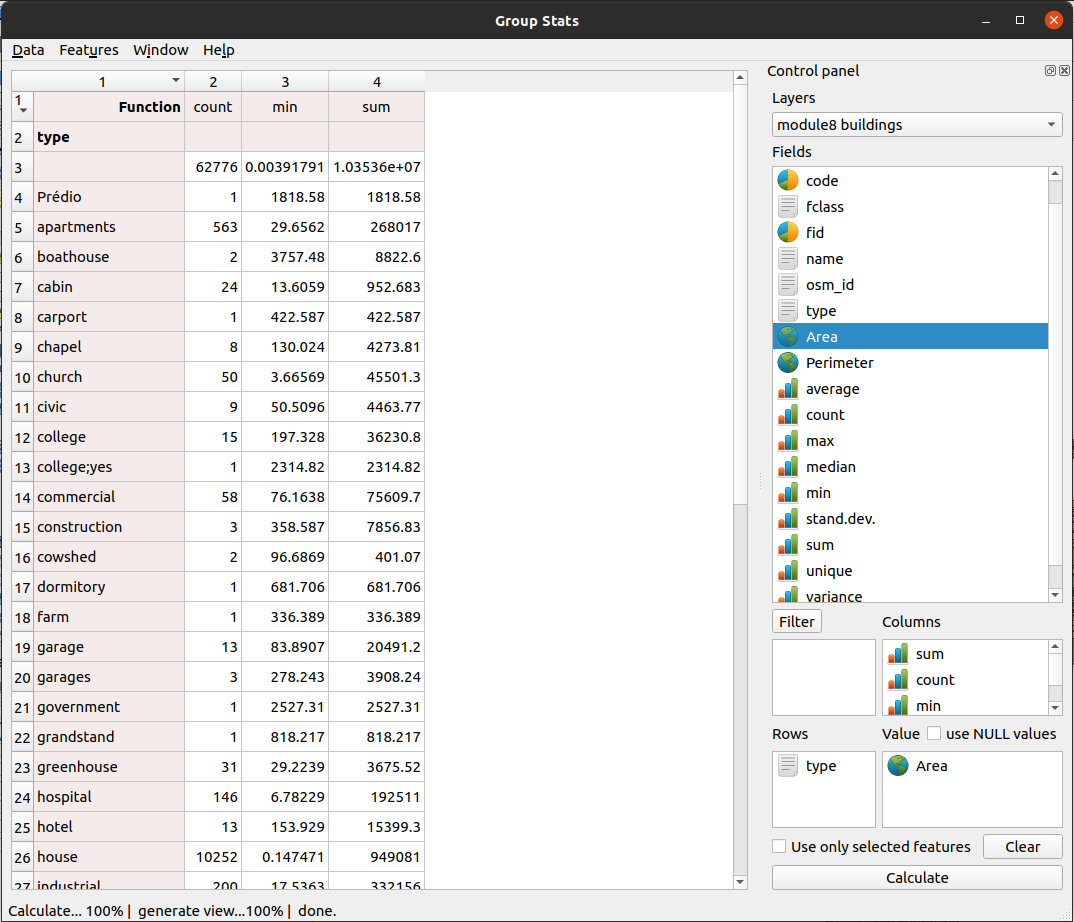 Group Stats
Data Features Window Help
1 2 3 4
1 Function count min sum
2 type
3 62776 0.00391791 1.03536e+07
4 Prédio 1 1818.58 1818.58
5 apartments 563 29.6562 268017
6 boathouse 2 3757.48 8822.6
7 cabin 24 13.6059 952.683
8 carport 1 422.587 422.587
9 chapel 8 130.024 4273.81
10 church 50 3.66569 45501.3
11 civic 9 50.5096 4463.77
12 college 15 197.328 36230.8
13 college;yes 1 2314.82 2314.82
14 commercial 58 76.1638 75609.7
15 construction 3 358.587 7856.83
16 cowshed 2 96.6869 401.07
17 dormitory 1 681.706 681.706
18 farm 1 336.389 336.389
19 garage 13 83.8907 20491.2
20 garages 3 278.243 3908.24
21 government 1 2527.31 2527.31
22 grandstand 1 818.217 818.217
23 greenhouse 31 29.2239 3675.52
24 hospital 146 6.78229 192511
25 hotel 13 153.929 15399.3
26 house 10252 0.147471 949081
27 industrial 200 17.5363 332156
Control panel
Layers
module8 buildings
Fields
code
fclass
fid
name
osm_id
type
Area
Perimeter
average
count
max
median
min
stand.dev.
sum
unique
variance
Filter Columns
sum
count
min
Rows Value use NULL values
type Area
Use only selected features Clear
Calculate
Calculate... 100% | generate view...100% | done.